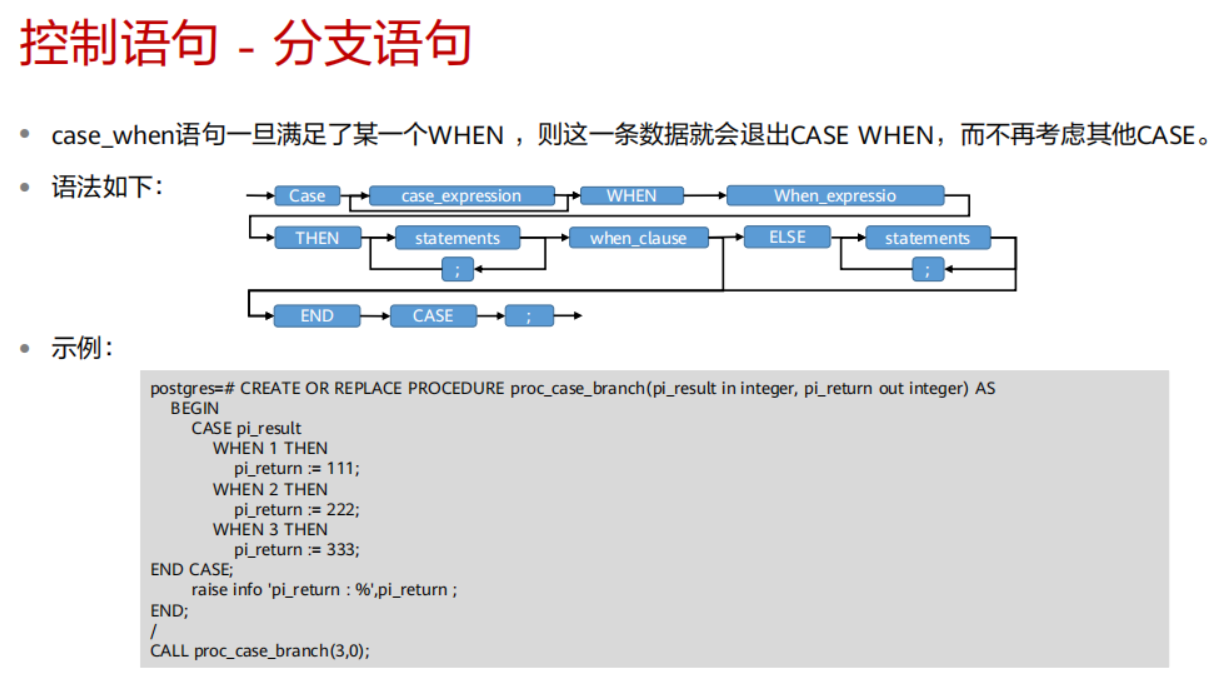 控制语句 - 分支语句
• case_when语句一旦满足了某一个WHEN ，则这一条数据就会退出CASE WHEN，而不再考虑其他CASE。
• 语法如下：
Case case_expression WHEN When_expressio
THEN statements when_clause ELSE statements
; ;
END CASE ;
• 示例：
postgres=# CREATE OR REPLACE PROCEDURE proc_case_branch(pi_result in integer, pi_return out integer) AS
BEGIN
CASE pi_result
WHEN 1 THEN
pi_return := 111;
WHEN 2 THEN
pi_return := 222;
WHEN 3 THEN
pi_return := 333;
END CASE;
raise info 'pi_return : %',pi_return ;
END;
/
CALL proc_case_branch(3,0);